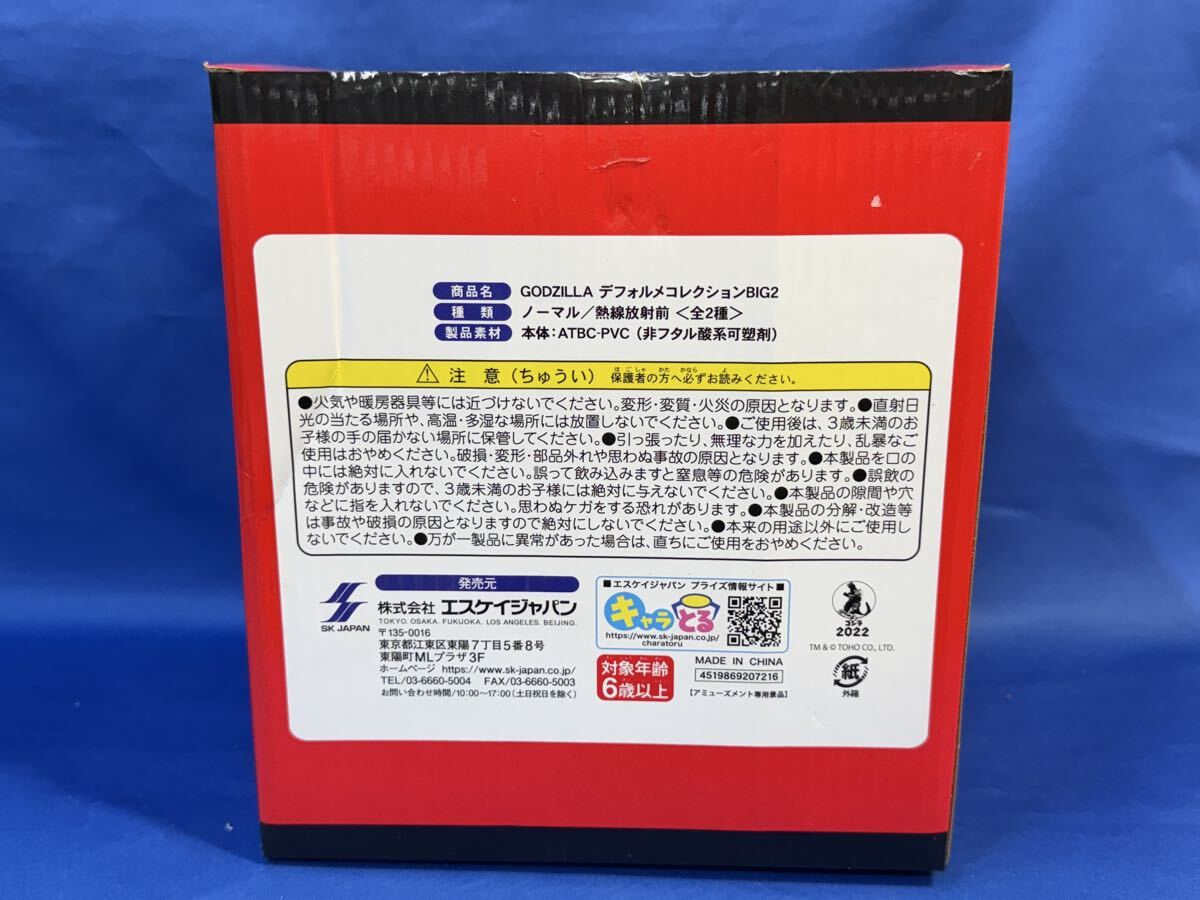 商品名 GODZILLA デフォルメコレクションBIG2
種類 ノーマル／熱線放射前 ＜全2種＞
製品素材 本体：ATBC-PVC（非フタル酸系可塑剤）
⚠ 注意（ちゅうい） 保護者の方へ必ずお読みください。
●火気や暖房器具等には近づけないでください。変形・変質・火災の原因となります。●直射日
光の当たる場所や、高温・多湿な場所には放置しないでください。●ご使用後は、3歳未満のお
子様の手の届かない場所に保管してください。●引っ張ったり、無理な力を加えたり、乱暴なご
使用はおやめください。破損・変形・部品外れや思わぬ事故の原因となります。●本製品を口の
中には絶対に入れないでください。誤って飲み込みますと窒息等の危険があります。●誤飲の
危険がありますので、3歳未満のお子様には絶対に与えないでください。●本製品の隙間や穴
などに指を入れないでください。思わぬケガをする恐れがあります。●本製品の分解・改造等
は事故や破損の原因となりますので絶対にしないでください。●本来の用途以外にご使用し
ないでください。●万が一製品に異常があった場合は、直ちにご使用をおやめください。
SK JAPAN
発売元
株式会社 エスケイジャパン
TOKYO. OSAKA. FUKUOKA. LOS ANGELES. BEIJING.
〒135-0016
東京都江東区東陽7丁目5番8号
東陽町MLプラザ 3F
ホームページ https://www.sk-japan.co.jp/
TEL/03-6660-5004 FAX/03-6660-5003
お問い合わせ時間/10:00〜17:00（土日祝日を除く）
■エスケイジャパン プライズ情報サイト■
キャラとる
https://www.sk-japan.co.jp/
charatoru
対象年齢
6歳以上
MADE IN CHINA
4519869207216
【アミューズメント専用景品】
ゴジラ
2022
TM & © TOHO CO., LTD.
紙
外箱